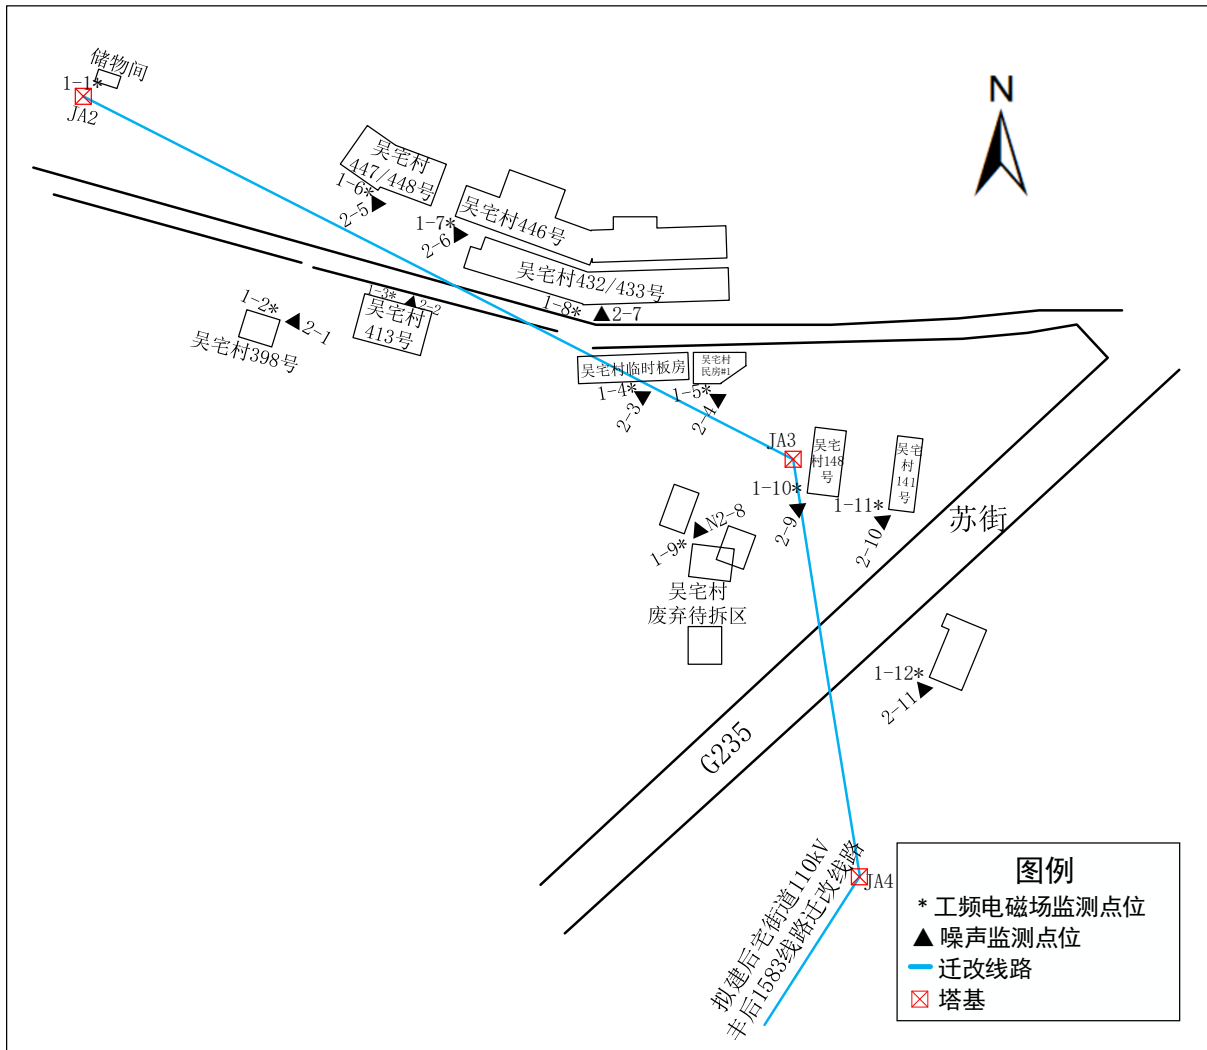 N
储物间
1-1*
JA2
吴宅村
447/448号
1-6*
2-5
吴宅村446号
1-7*
2-6
吴宅村432/433号
1-8*
2-7
1-3*
2-2
吴宅村
413号
1-2*
2-1
吴宅村398号
吴宅村临时板房
1-4*
2-3
吴宅村
民房#1
1-5*
2-4
JA3
吴宅
村148
号
1-10*
2-9
吴宅
村
141
号
1-11*
2-10
苏街
N2-8
1-9*
吴宅村
废弃待拆区
1-12*
2-11
G235
JA4
拟建后宅街道110kV
丰后1583线路迁改线路
图例
* 工频电磁场监测点位
▲ 噪声监测点位
迁改线路
塔基